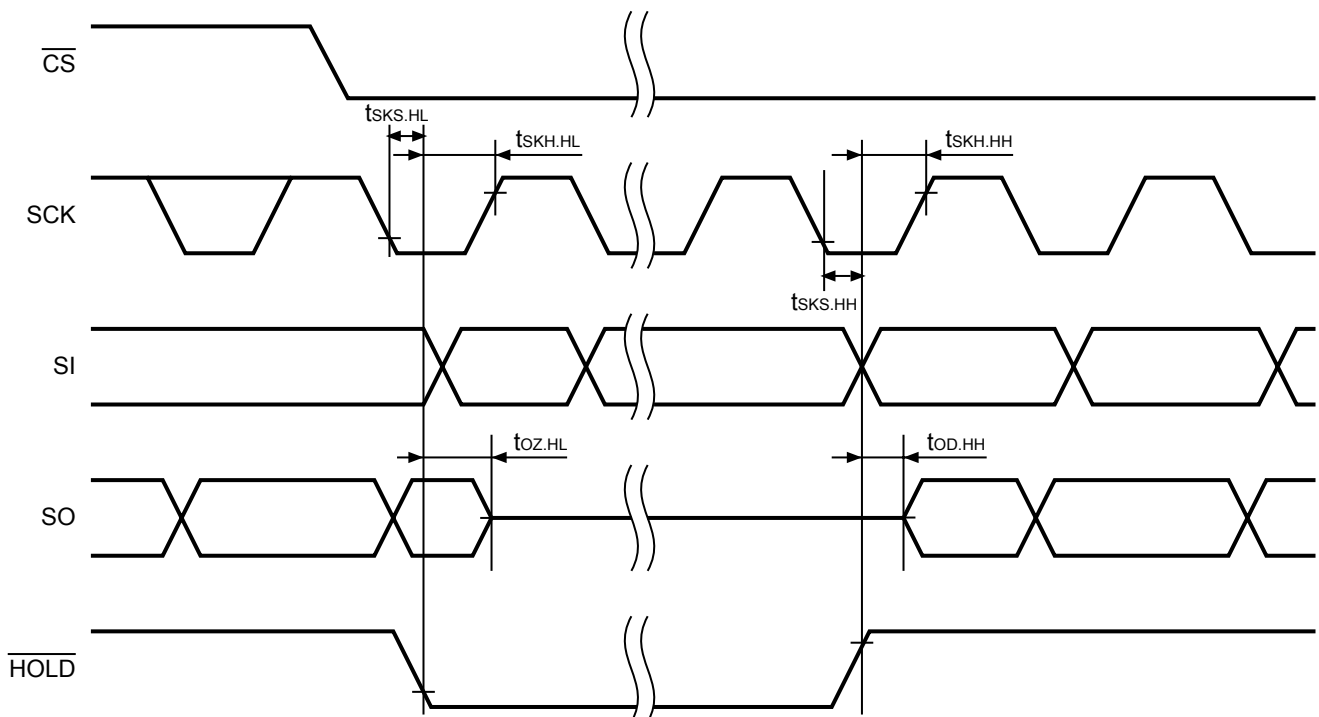 CS
tSKS.HL
tSKH.HL
tSKH.HH
SCK
tSKS.HH
SI
tOZ.HL
tOD.HH
SO
HOLD